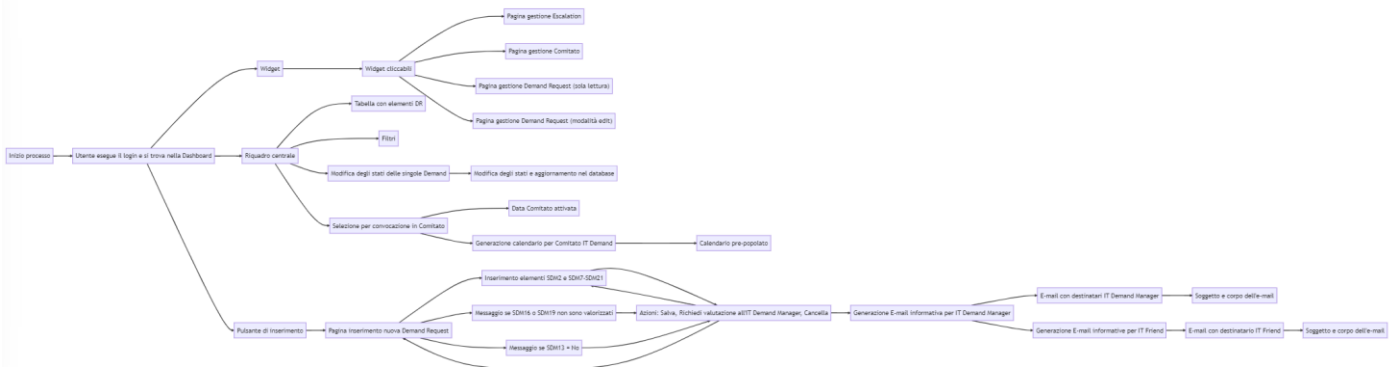 Pagina gestione Escalation
Pagina gestione Comitato
Widget
Widget cliccabili
Pagina gestione Demand Request (sola lettura)
Tabella con elementi DR
Pagina gestione Demand Request (modalità edit)
Filtri
Inizio processo
Utente esegue il login e si trova nella Dashboard
Riquadro centrale
Modifica degli stati delle singole Demand
Modifica degli stati e aggiornamento nel database
Data Comitato attivata
Selezione per convocazione in Comitato
Generazione calendario per Comitato IT Demand
Calendario pre-popolato
Inserimento elementi SDM2 e SDM7-SDM21
E-mail con destinatari IT Demand Manager
Soggetto e corpo dell'e-mail
Messaggio se SDM16 o SDM19 non sono valorizzati
Azioni: Salva, Richiedi valutazione all'IT Demand Manager, Cancella
Generazione E-mail informativa per IT Demand Manager
Pulsante di Inserimento
Pagina inserimento nuova Demand Request
Generazione E-mail informative per IT Friend
E-mail con destinatario IT Friend
Soggetto e corpo dell'e-mail
Messaggio se SDM13 = No